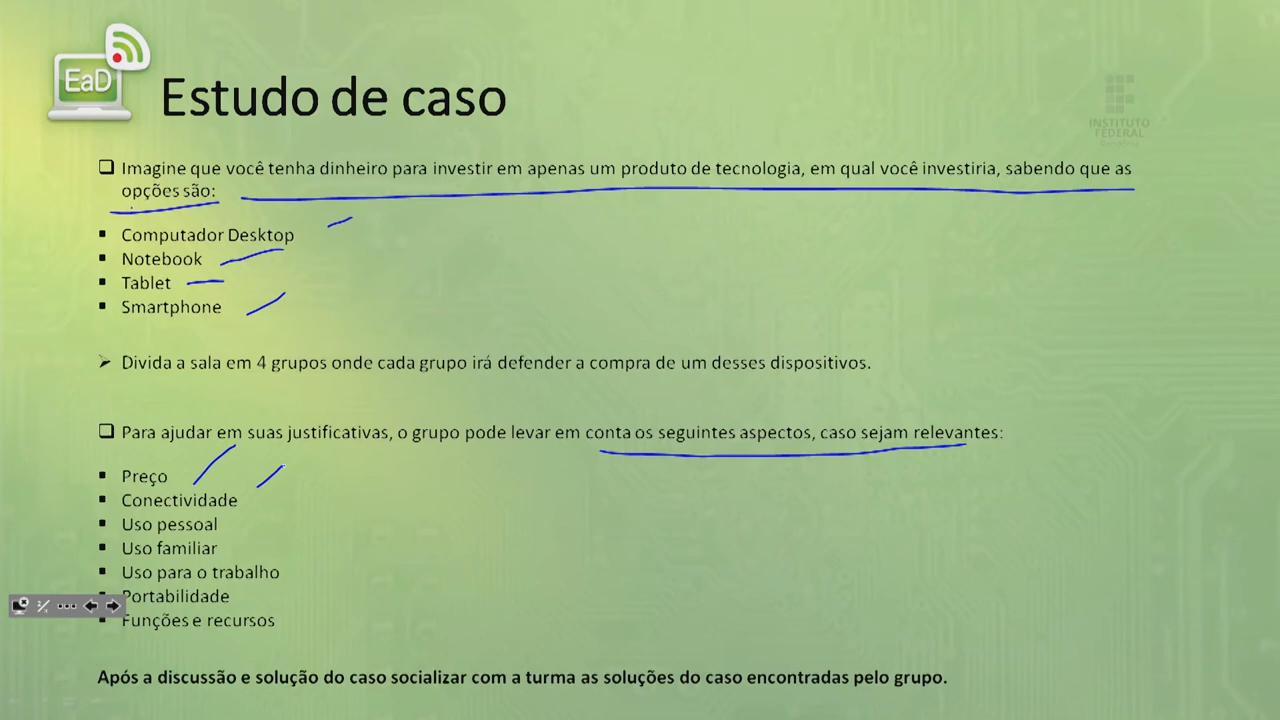 EaD
Estudo de caso
INSTITUTO
FEDERAL
Imagine que você tenha dinheiro para investir em apenas um produto de tecnologia, em qual você investiria, sabendo que as
opções são:
Computador Desktop
Notebook
Tablet
Smartphone
Divida a sala em 4 grupos onde cada grupo irá defender a compra de um desses dispositivos.
Para ajudar em suas justificativas, o grupo pode levar em conta os seguintes aspectos, caso sejam relevantes:
Preço
Conectividade
Uso pessoal
Uso familiar
Uso para o trabalho
Portabilidade
Funções e recursos
Após a discussão e solução do caso socializar com a turma as soluções do caso encontradas pelo grupo.